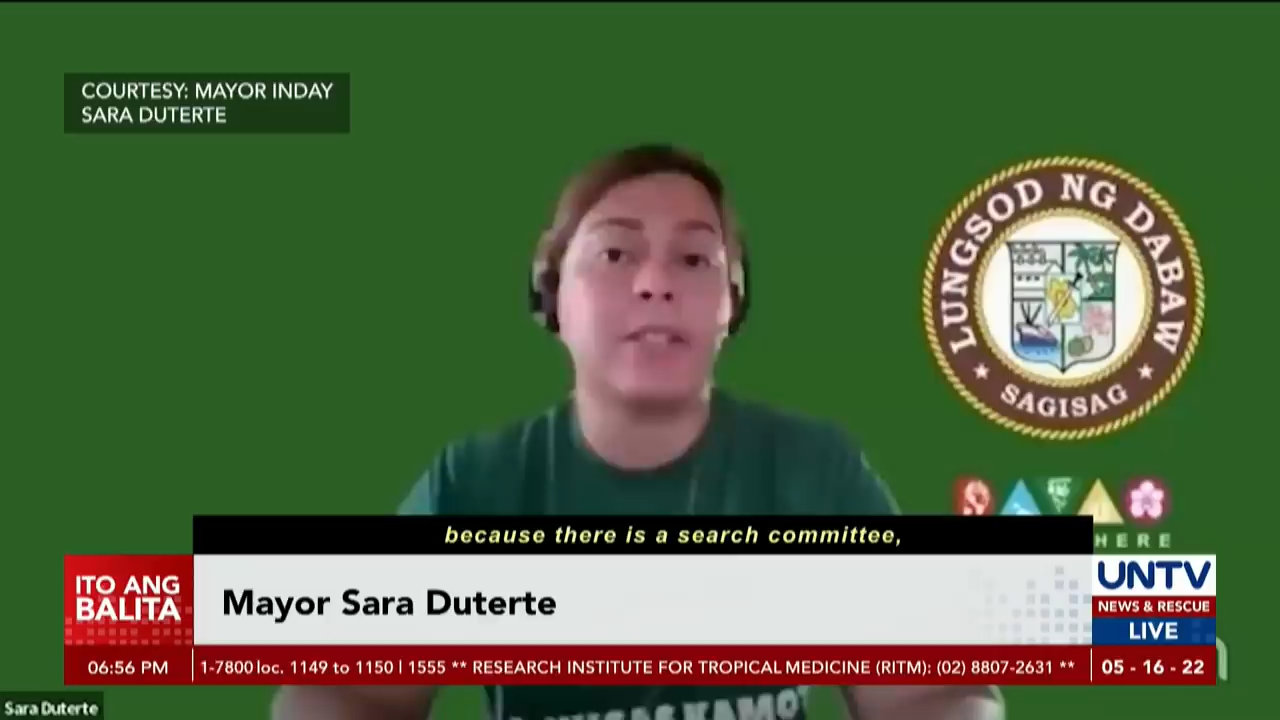 COURTESY: MAYOR INDAY
SARA DUTERTE
LUNGSOD NG DABAW
SAGISAG
HERE
because there is a search committee,
ITO ANG
BALITA
Mayor Sara Duterte
UNTV
NEWS & RESCUE
LIVE
06:56 PM
1-7800 loc. 1149 to 1150 | 1555 ** RESEARCH INSTITUTE FOR TROPICAL MEDICINE (RITM): (02) 8807-2631 **
05 - 16 - 22
Sara Duterte